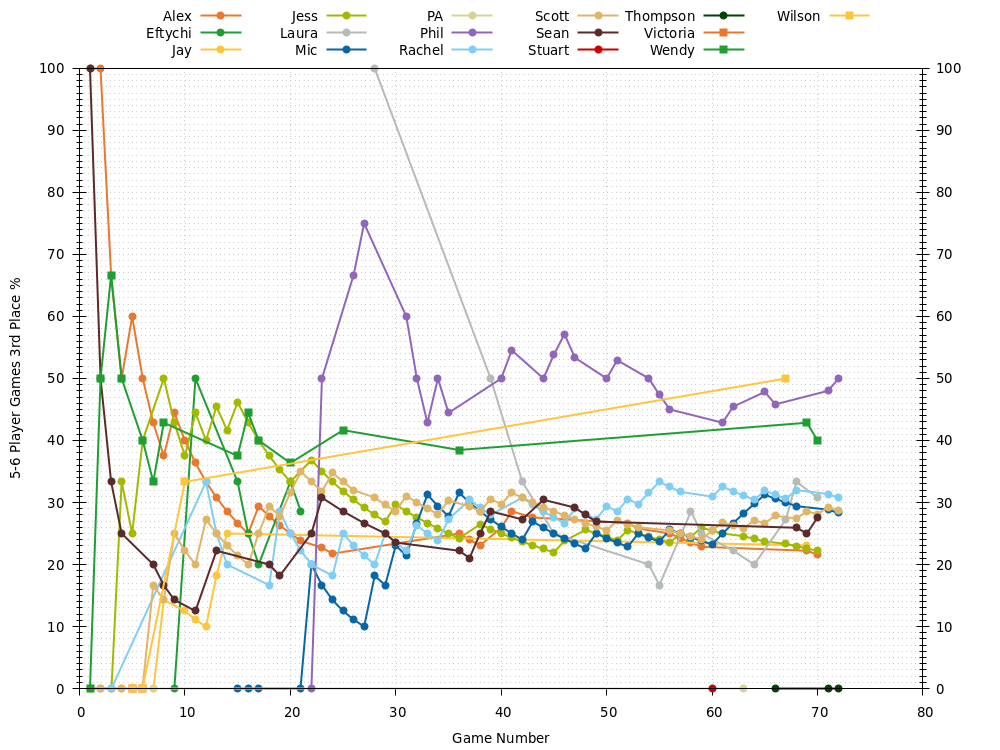 Alex Jess PA Scott Thompson Wilson
Eftychi Laura Phil Sean Victoria
Jay Mic Rachel Stuart Wendy
100 100
90 90
80 80
70 70
60 60
50 50
40 40
30 30
20 20
10 10
0 0
0 10 20 30 40 50 60 70 80
5-6 Player Games 3rd Place %
Game Number